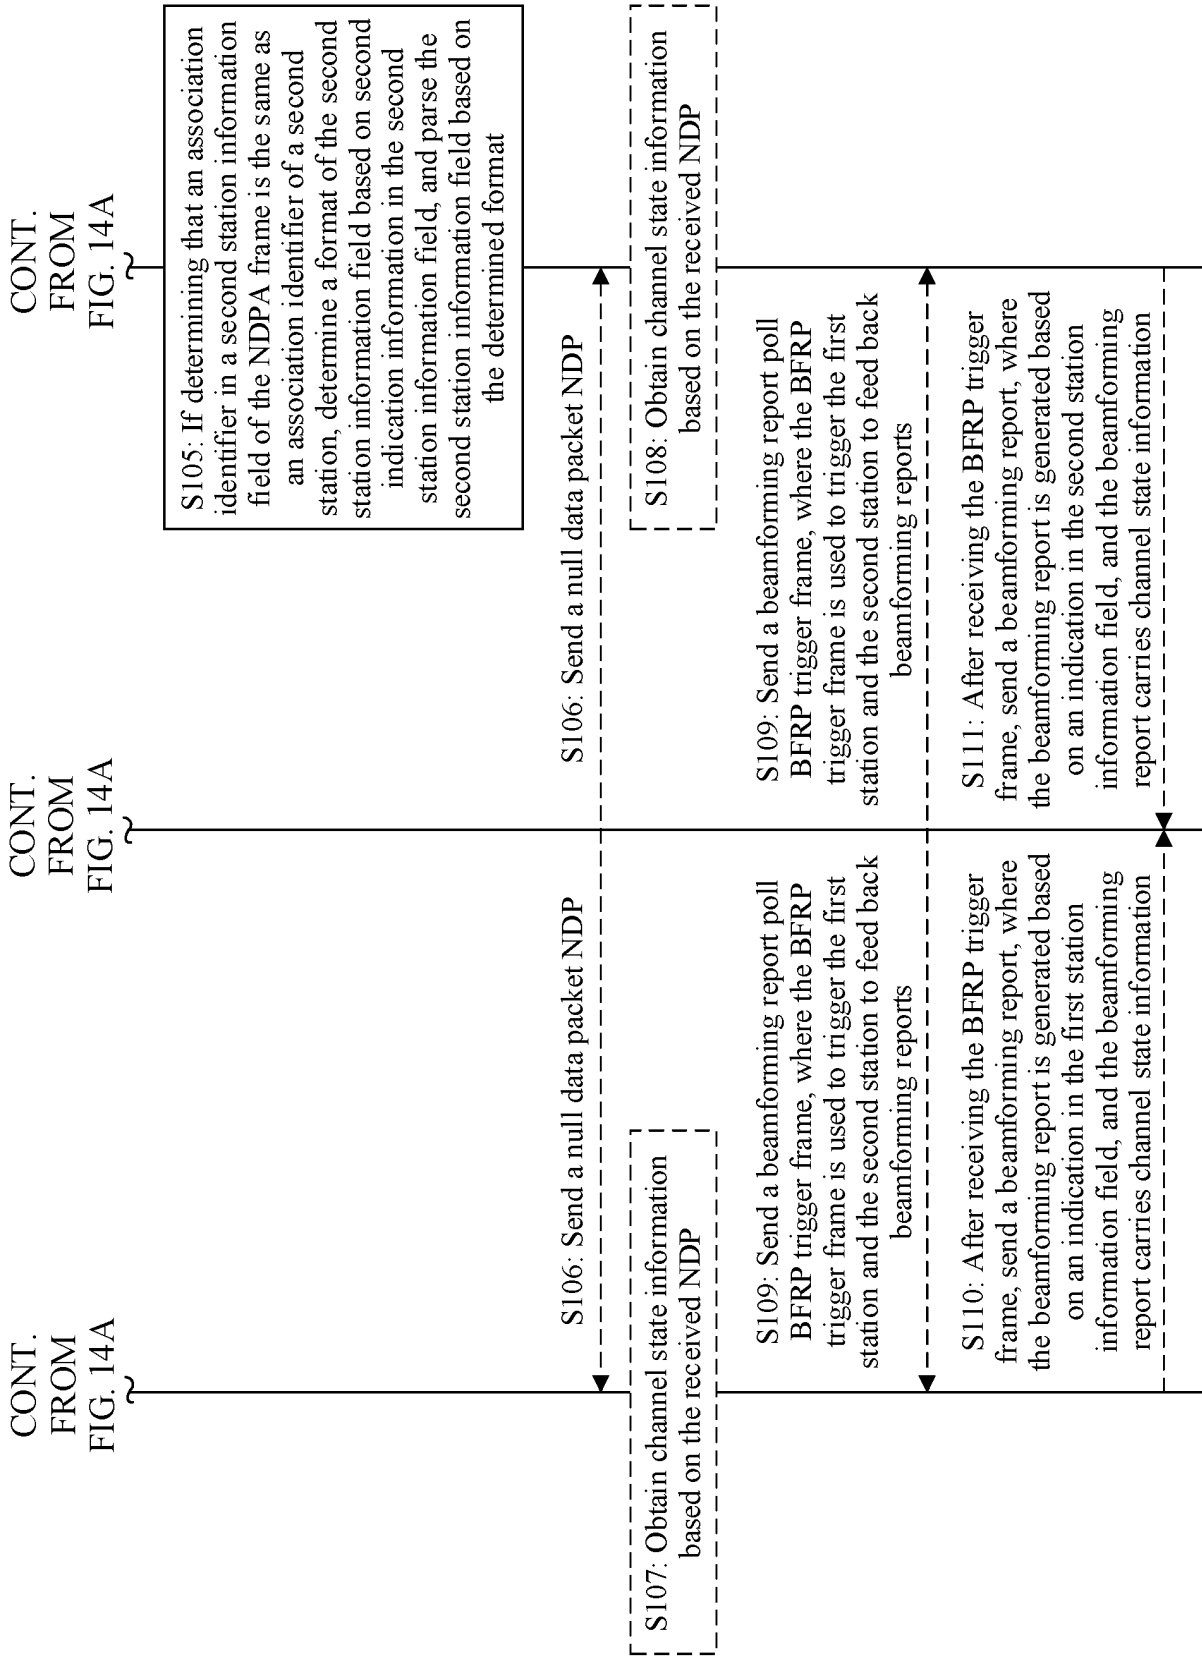 CONT.
FROM
FIG. 14A
CONT.
FROM
FIG. 14A
CONT.
FROM
FIG. 14A
S105: If determining that an association
identifier in a second station information
field of the NDPA frame is the same as
an association identifier of a second
station, determine a format of the second
station information field based on second
indication information in the second
station information field, and parse the
second station information field based on
the determined format
S106: Send a null data packet NDP
S106: Send a null data packet NDP
S107: Obtain channel state information
based on the received NDP
S108: Obtain channel state information
based on the received NDP
S109: Send a beamforming report poll
BFRP trigger frame, where the BFRP
trigger frame is used to trigger the first
station and the second station to feed back
beamforming reports
S109: Send a beamforming report poll
BFRP trigger frame, where the BFRP
trigger frame is used to trigger the first
station and the second station to feed back
beamforming reports
S110: After receiving the BFRP trigger
frame, send a beamforming report, where
the beamforming report is generated based
on an indication in the first station
information field, and the beamforming
report carries channel state information
S111: After receiving the BFRP trigger
frame, send a beamforming report, where
the beamforming report is generated based
on an indication in the second station
information field, and the beamforming
report carries channel state information